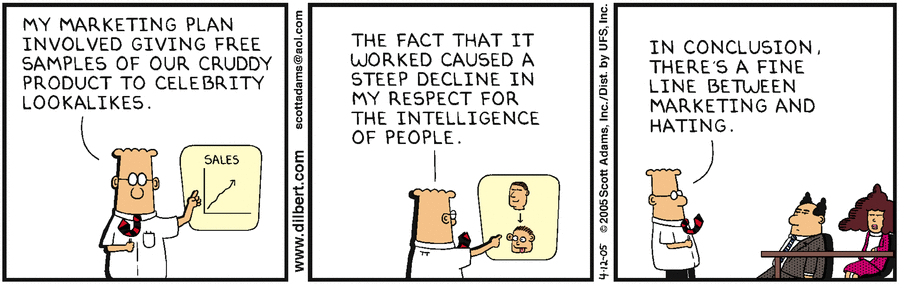 MY MARKETING PLAN
INVOLVED GIVING FREE
SAMPLES OF OUR CRUDDY
PRODUCT TO CELEBRITY
LOOKALIKES.
SALES
www.dilbert.com
scottadams@aol.com
THE FACT THAT IT
WORKED CAUSED A
STEEP DECLINE IN
MY RESPECT FOR
THE INTELLIGENCE
OF PEOPLE.
4-12-05 © 2005 Scott Adams, Inc./Dist. by UFS, Inc.
IN CONCLUSION,
THERE'S A FINE
LINE BETWEEN
MARKETING AND
HATING.